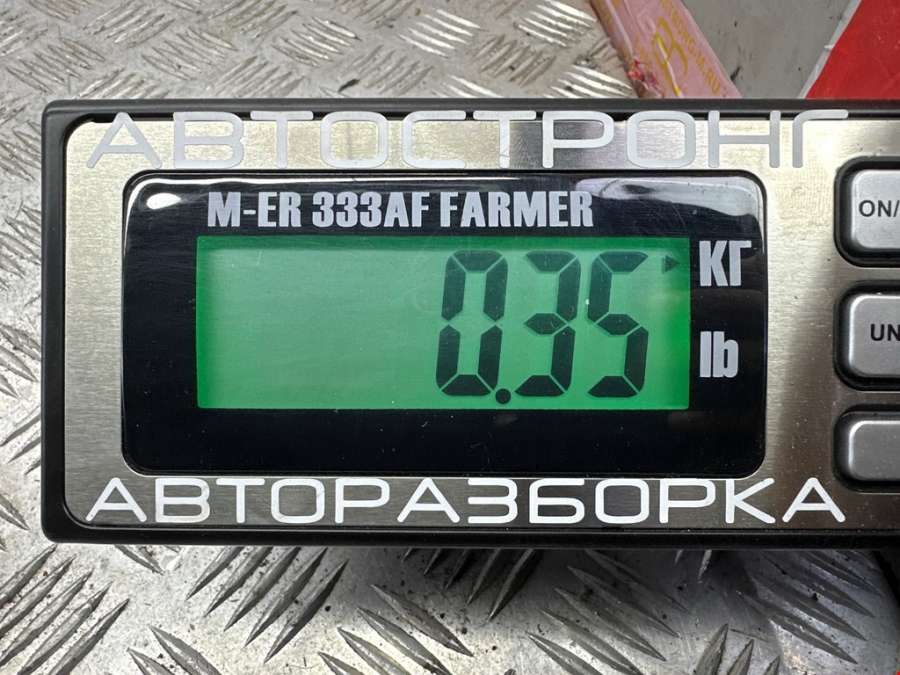 АВТОСТРОНГ
M-ER 333AF FARMER
0.35
КГ
lb
ON/
UN
АВТОРАЗБОРКА